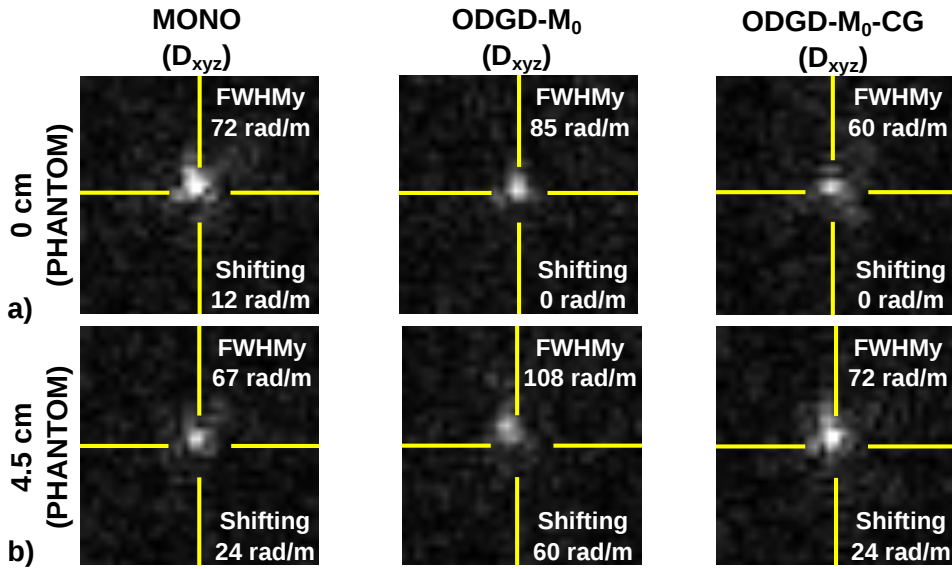 MONO
(Dxyz)
ODGD-M0
(Dxyz)
ODGD-M0-CG
(Dxyz)
0 cm
(PHANTOM)
a)
FWHMy
72 rad/m
Shifting
12 rad/m
FWHMy
85 rad/m
Shifting
0 rad/m
FWHMy
60 rad/m
Shifting
0 rad/m
4.5 cm
(PHANTOM)
b)
FWHMy
67 rad/m
Shifting
24 rad/m
FWHMy
108 rad/m
Shifting
60 rad/m
FWHMy
72 rad/m
Shifting
24 rad/m